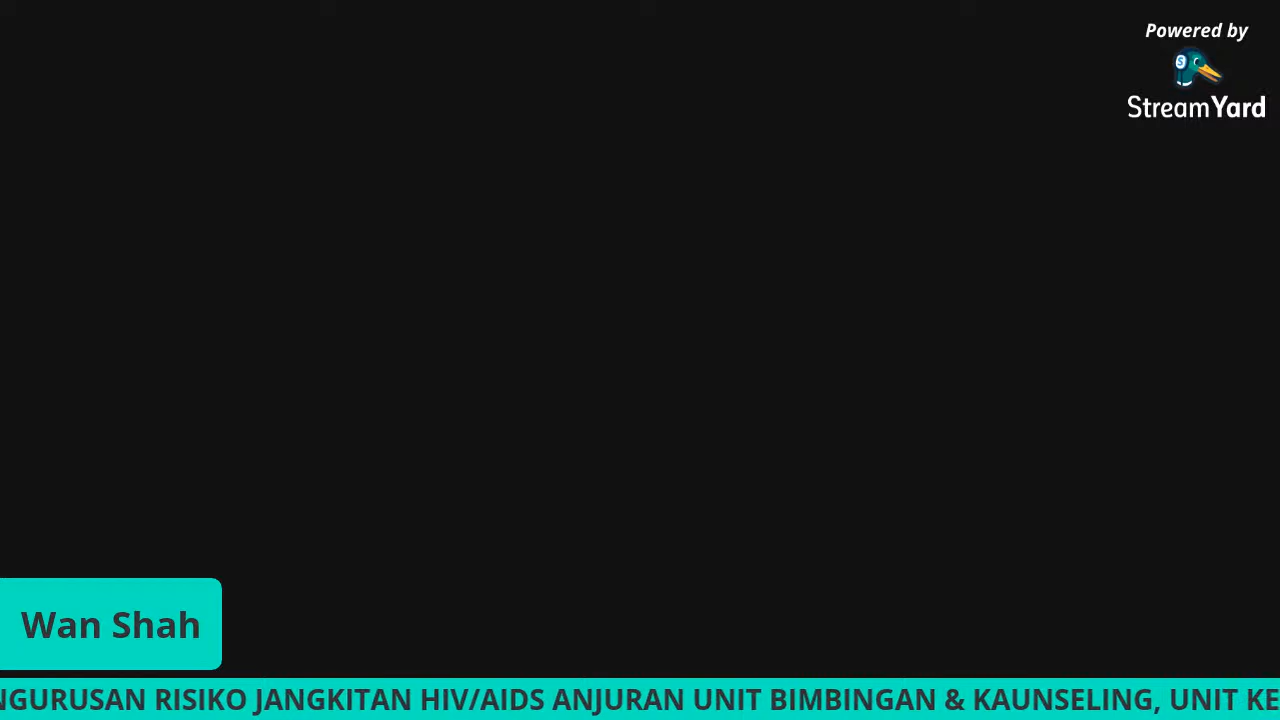 Powered by
StreamYard
Wan Shah
NGURUSAN RISIKO JANGKITAN HIV/AIDS ANJURAN UNIT BIMBINGAN & KAUNSELING, UNIT KE